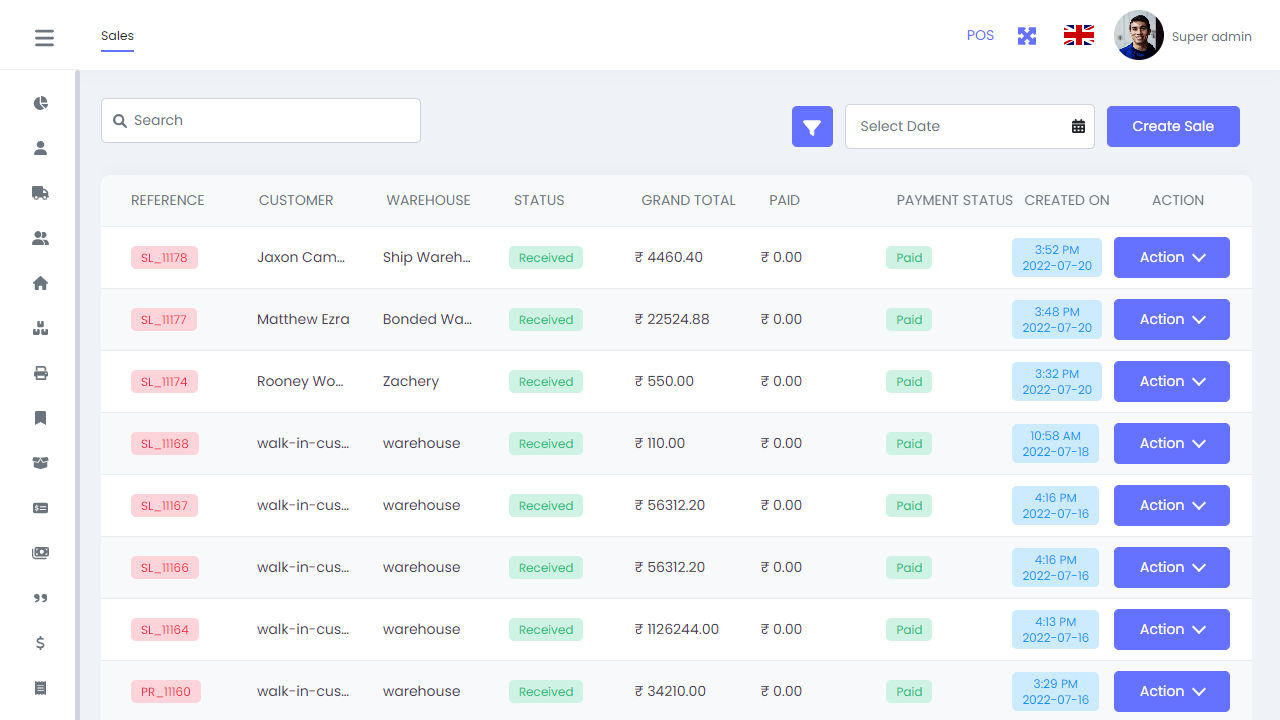 Sales
POS
Super admin
Search
Select Date
Create Sale
REFERENCE CUSTOMER WAREHOUSE STATUS GRAND TOTAL PAID PAYMENT STATUS CREATED ON ACTION
SL_11178 Jaxon Cam... Ship Wareh... Received ₹ 4460.40 ₹ 0.00 Paid 3:52 PM 2022-07-20 Action
SL_11177 Matthew Ezra Bonded Wa... Received ₹ 22524.88 ₹ 0.00 Paid 3:48 PM 2022-07-20 Action
SL_11174 Rooney Wo... Zachery Received ₹ 550.00 ₹ 0.00 Paid 3:32 PM 2022-07-20 Action
SL_11168 walk-in-cus... warehouse Received ₹ 110.00 ₹ 0.00 Paid 10:58 AM 2022-07-18 Action
SL_11167 walk-in-cus... warehouse Received ₹ 56312.20 ₹ 0.00 Paid 4:16 PM 2022-07-16 Action
SL_11166 walk-in-cus... warehouse Received ₹ 56312.20 ₹ 0.00 Paid 4:16 PM 2022-07-16 Action
SL_11164 walk-in-cus... warehouse Received ₹ 1126244.00 ₹ 0.00 Paid 4:13 PM 2022-07-16 Action
PR_11160 walk-in-cus... warehouse Received ₹ 34210.00 ₹ 0.00 Paid 3:29 PM 2022-07-16 Action